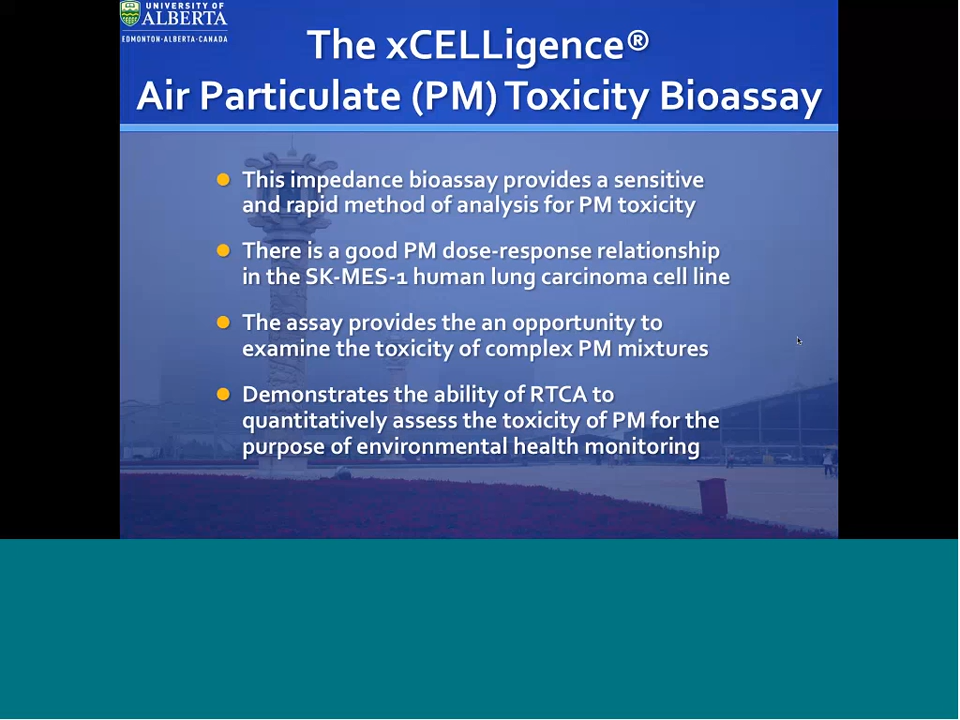 UNIVERSITY OF
ALBERTA
EDMONTON·ALBERTA·CANADA
The xCELLigence®
Air Particulate (PM) Toxicity Bioassay
This impedance bioassay provides a sensitive
and rapid method of analysis for PM toxicity
There is a good PM dose-response relationship
in the SK-MES-1 human lung carcinoma cell line
The assay provides the an opportunity to
examine the toxicity of complex PM mixtures
Demonstrates the ability of RTCA to
quantitatively assess the toxicity of PM for the
purpose of environmental health monitoring